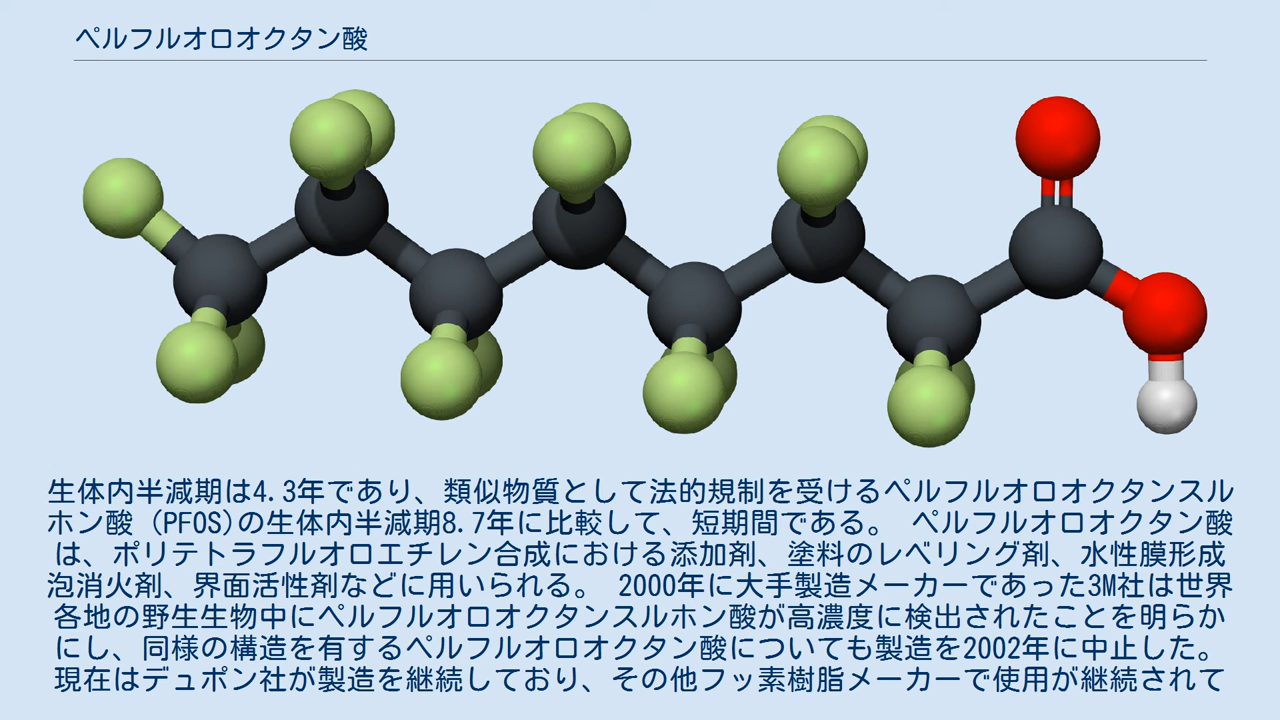 ペルフルオロオクタン酸
生体内半減期は4.3年であり、類似物質として法的規制を受けるペルフルオロオクタンスル
ホン酸 (PFOS)の生体内半減期8.7年に比較して、短期間である。 ペルフルオロオクタン酸
は、ポリテトラフルオロエチレン合成における添加剤、塗料のレベリング剤、水性膜形成
泡消火剤、界面活性剤などに用いられる。 2000年に大手製造メーカーであった3M社は世界
各地の野生生物中にペルフルオロオクタンスルホン酸が高濃度に検出されたことを明らか
にし、同様の構造を有するペルフルオロオクタン酸についても製造を2002年に中止した。
現在はデュポン社が製造を継続しており、その他フッ素樹脂メーカーで使用が継続されて